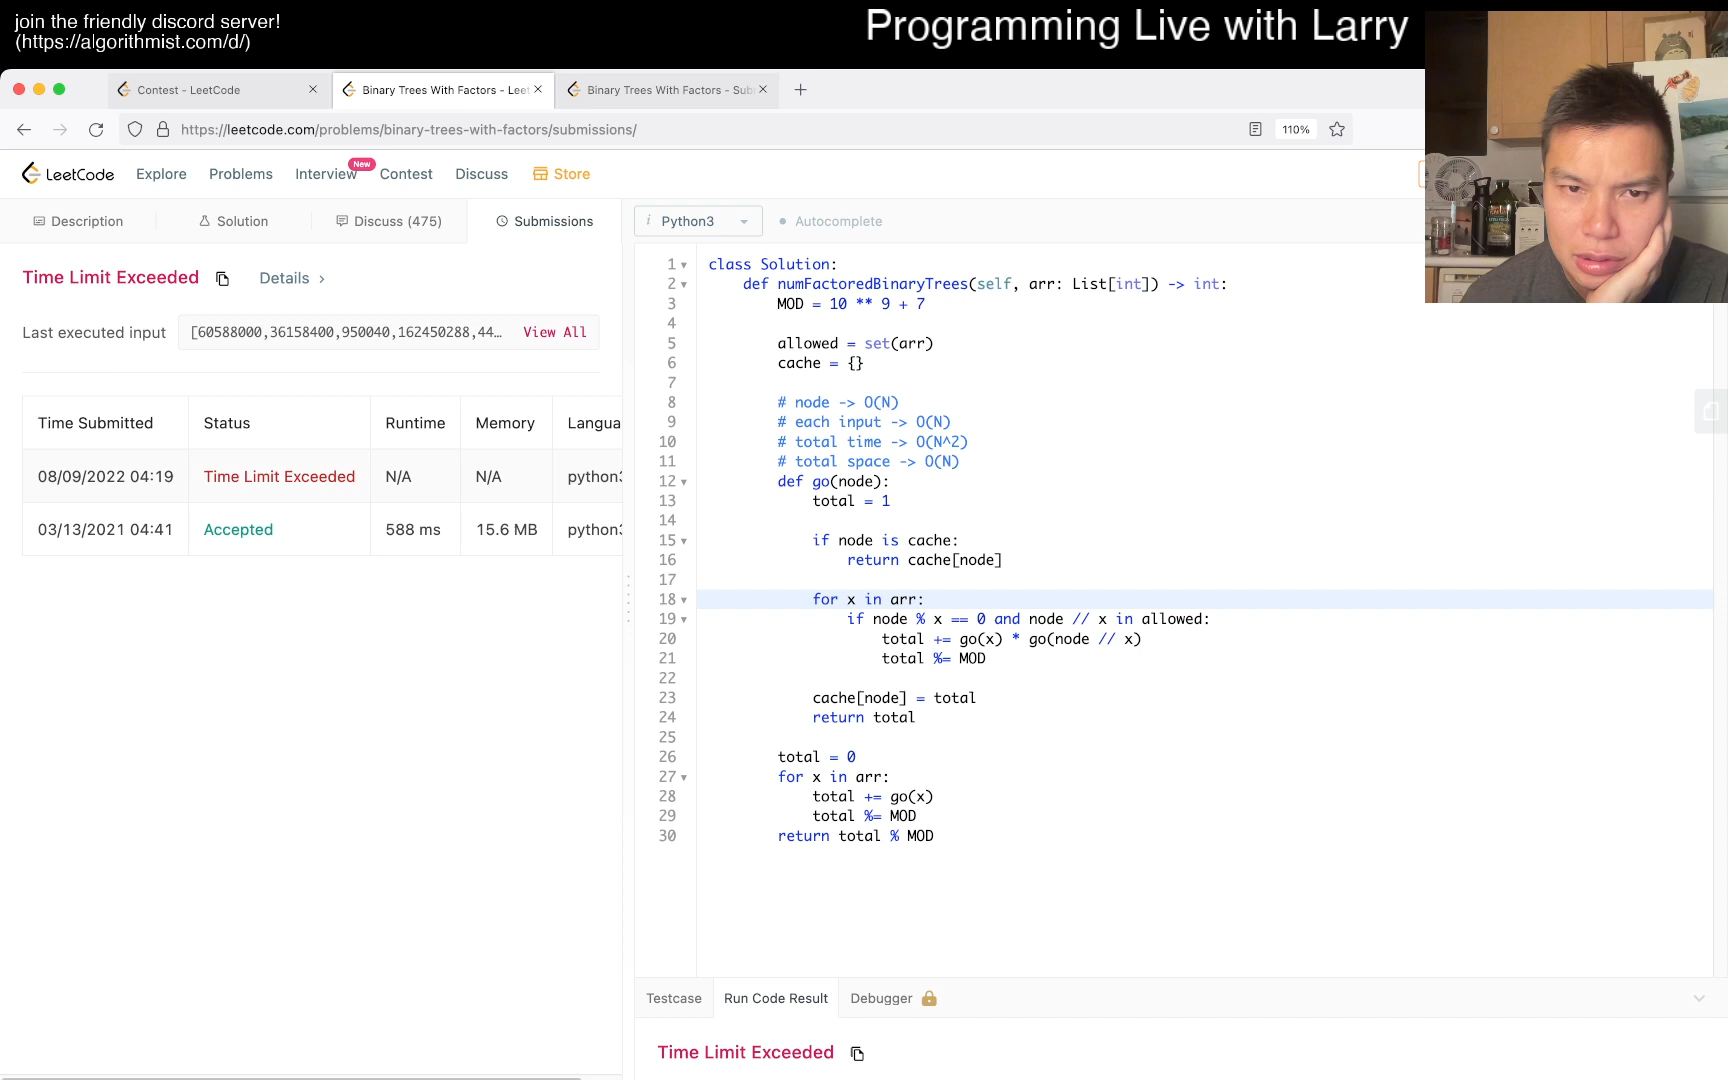 join the friendly discord server!
(https://algorithmist.com/d/)
Programming Live with Larry
Contest - LeetCode
Binary Trees With Factors - Leet
Binary Trees With Factors - Sub
https://leetcode.com/problems/binary-trees-with-factors/submissions/
110%
LeetCode
Explore
Problems
Interview
New
Contest
Discuss
Store
Description
Solution
Discuss (475)
Submissions
Python3
Autocomplete
Time Limit Exceeded
Details >
Last executed input
[60588000,36158400,950040,162450288,44…
View All
Time Submitted Status Runtime Memory Langua
08/09/2022 04:19 Time Limit Exceeded N/A N/A python3
03/13/2021 04:41 Accepted 588 ms 15.6 MB python3
1 class Solution:
2 def numFactoredBinaryTrees(self, arr: List[int]) -> int:
3 MOD = 10 ** 9 + 7
4
5 allowed = set(arr)
6 cache = {}
7
8 # node -> O(N)
9 # each input -> O(N)
10 # total time -> O(N^2)
11 # total space -> O(N)
12 def go(node):
13 total = 1
14
15 if node is cache:
16 return cache[node]
17
18 for x in arr:
19 if node % x == 0 and node // x in allowed:
20 total += go(x) * go(node // x)
21 total %= MOD
22
23 cache[node] = total
24 return total
25
26 total = 0
27 for x in arr:
28 total += go(x)
29 total %= MOD
30 return total % MOD
Testcase
Run Code Result
Debugger
Time Limit Exceeded